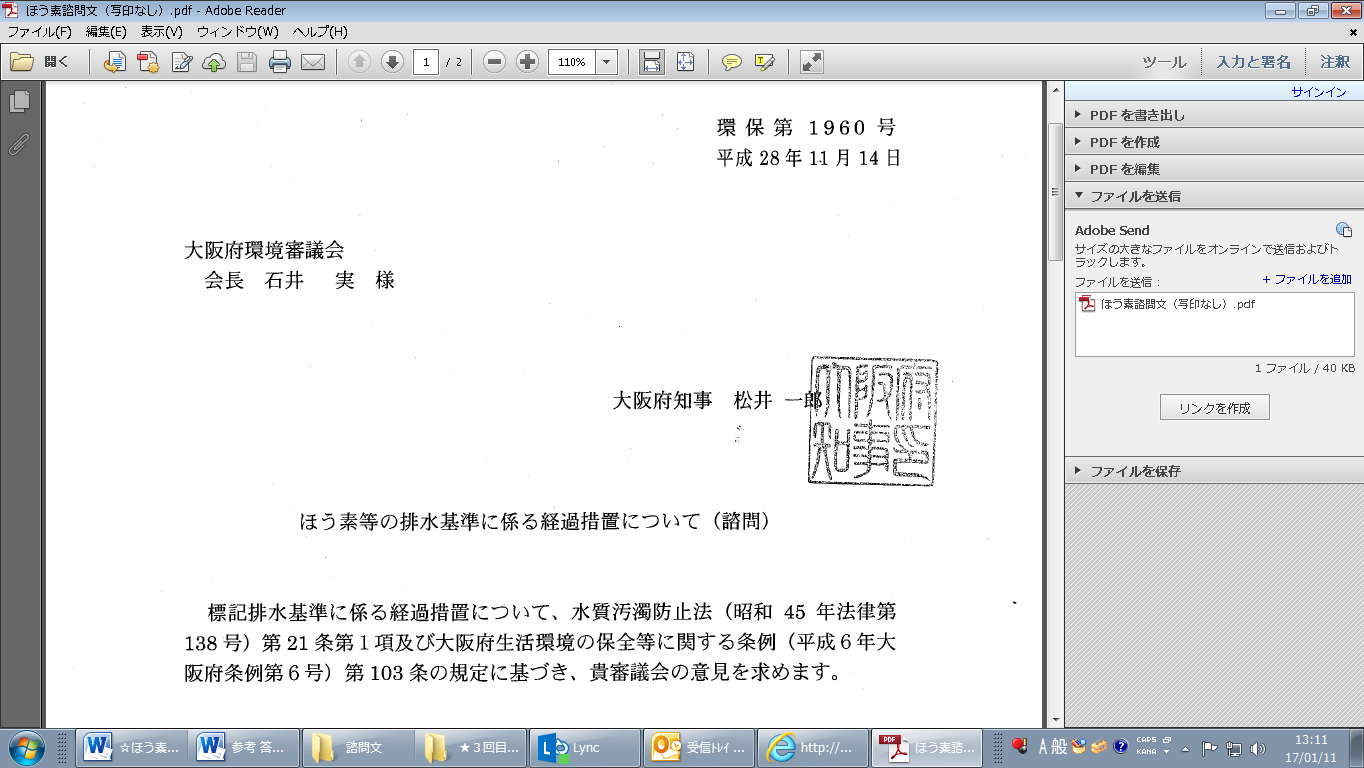 ほう素諮問文（写印なし）.pdf - Adobe Reader
ファイル(F) 編集(E) 表示(V) ウィンドウ(W) ヘルプ(H)
開く 1 / 2 110% ツール 入力と署名 注釈
サインイン
PDF を書き出し
PDF を作成
PDF を編集
ファイルを送信
Adobe Send
サイズの大きなファイルをオンラインで送信およびト
ラックします。
ファイルを送信 :
+ ファイルを追加
ほう素諮問文（写印なし）.pdf
1 ファイル / 40 KB
リンクを作成
ファイルを保存
環保第 1960 号
平成 28 年 11 月 14 日
大阪府環境審議会
会長 石井 実 様
大阪府知事 松井 一郎
大阪府知事印
ほう素等の排水基準に係る経過措置について（諮問）
標記排水基準に係る経過措置について、水質汚濁防止法（昭和 45 年法律第
138 号）第 21 条第１項及び大阪府生活環境の保全等に関する条例（平成６年大
阪府条例第６号）第 103 条の規定に基づき、貴審議会の意見を求めます。
☆ほう素... 参考 答... 諮問文 ★３回目... Lync 受信ﾄﾚｲ ... http://... ほう素諮... A 般 CAPS KANA 13:11
17/01/11